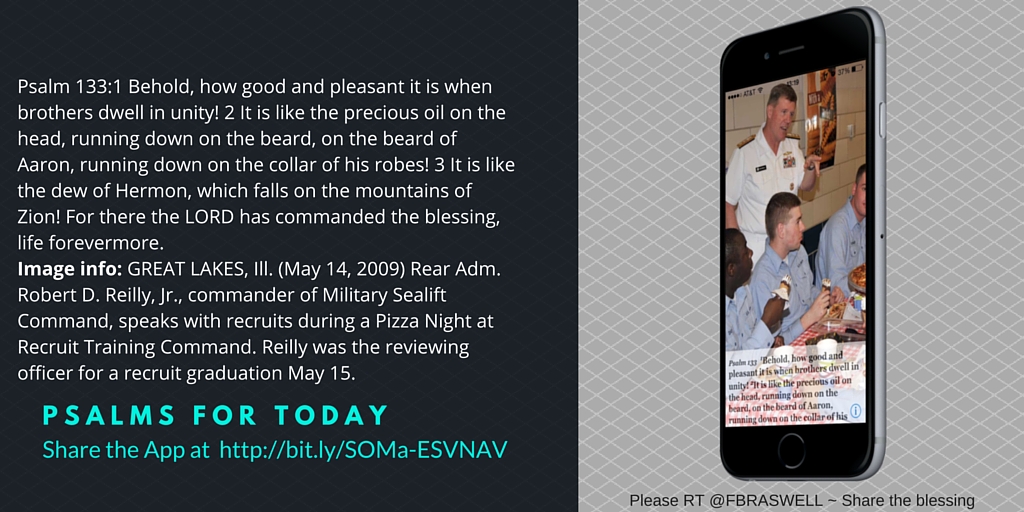 Psalm 133:1 Behold, how good and pleasant it is when
brothers dwell in unity! 2 It is like the precious oil on the
head, running down on the beard, on the beard of
Aaron, running down on the collar of his robes! 3 It is like
the dew of Hermon, which falls on the mountains of
Zion! For there the LORD has commanded the blessing,
life forevermore.
Image info: GREAT LAKES, Ill. (May 14, 2009) Rear Adm.
Robert D. Reilly, Jr., commander of Military Sealift
Command, speaks with recruits during a Pizza Night at
Recruit Training Command. Reilly was the reviewing
officer for a recruit graduation May 15.
PSALMS FOR TODAY
Share the App at http://bit.ly/SOMa-ESVNAV
AT&T 37%
Psalm 133 1Behold, how good and
pleasant it is when brothers dwell in
unity! 2It is like the precious oil on
the head, running down on the
beard, on the beard of Aaron,
running down on the collar of his
Please RT @FBRASWELL ~ Share the blessing